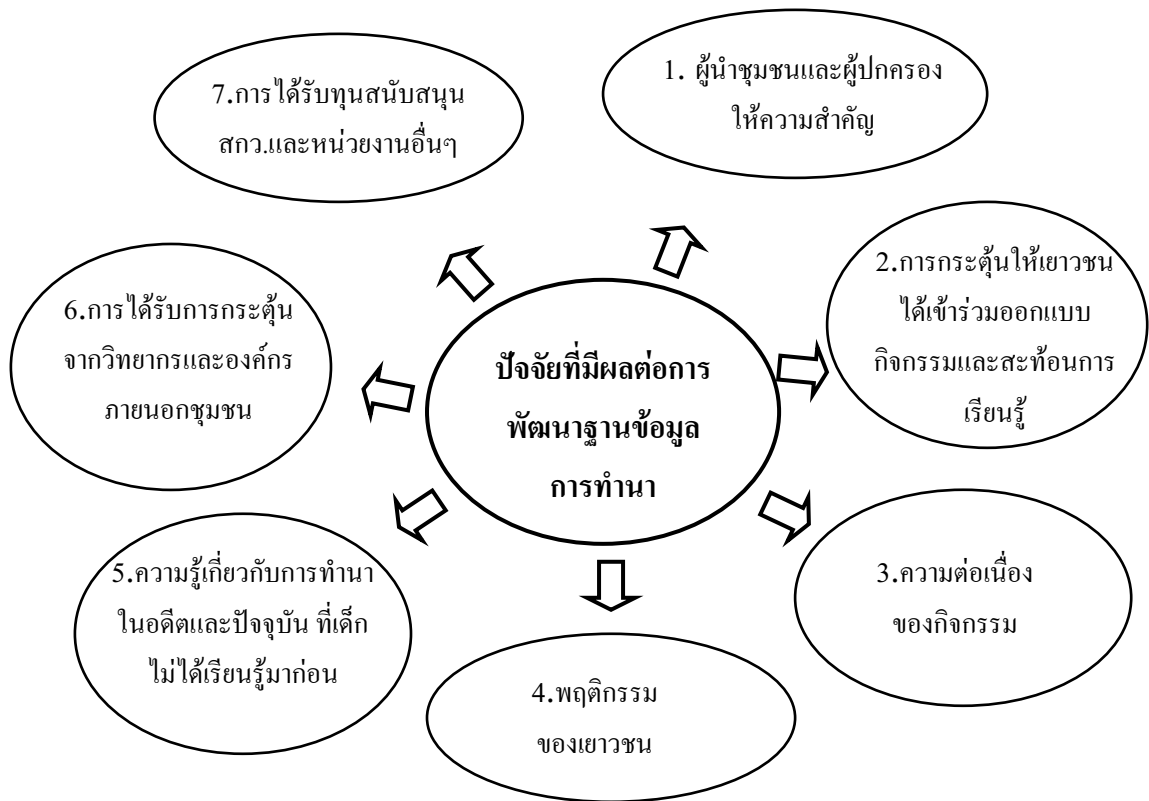 ปัจจัยที่มีผลต่อการ
พัฒนาฐานข้อมูล
การทำนา
1. ผู้นำชุมชนและผู้ปกครอง
ให้ความสำคัญ
2.การกระตุ้นให้เยาวชน
ได้เข้าร่วมออกแบบ
กิจกรรมและสะท้อนการ
เรียนรู้
3.ความต่อเนื่อง
ของกิจกรรม
4.พฤติกรรม
ของเยาวชน
5.ความรู้เกี่ยวกับการทำนา
ในอดีตและปัจจุบัน ที่เด็ก
ไม่ได้เรียนรู้มาก่อน
6.การได้รับการกระตุ้น
จากวิทยากรและองค์กร
ภายนอกชุมชน
7.การได้รับทุนสนับสนุน
สกว.และหน่วยงานอื่นๆ